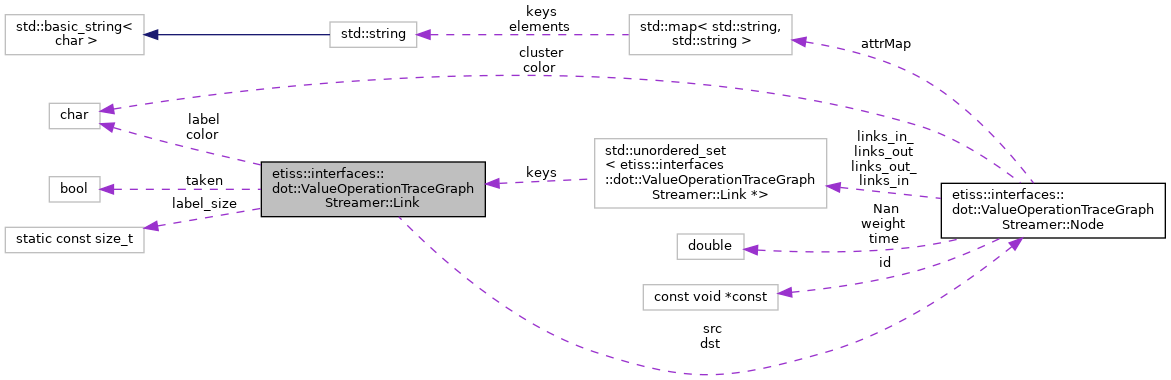 std::basic_string<
char >
std::string
keys
elements
std::map< std::string,
std::string >
attrMap
cluster
color
char
label
color
links_in_
links_out
links_out_
links_in
std::unordered_set
< etiss::interfaces
::dot::ValueOperationTraceGraph
Streamer::Link *>
keys
etiss::interfaces::
dot::ValueOperationTraceGraph
Streamer::Link
bool
taken
label_size
static const size_t
etiss::interfaces::
dot::ValueOperationTraceGraph
Streamer::Node
Nan
weight
time
double
id
const void *const
src
dst